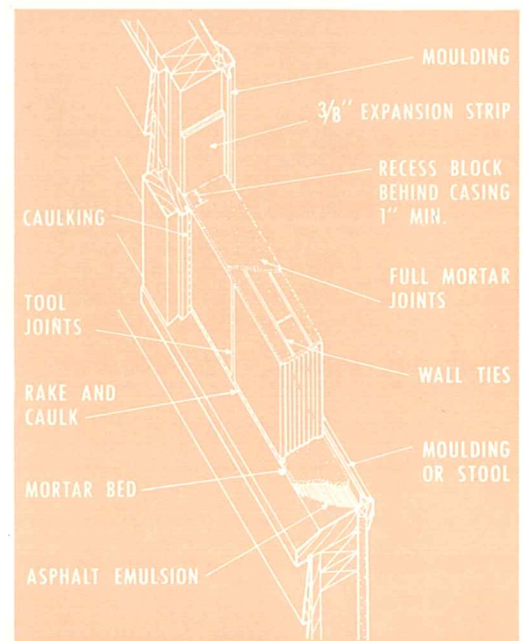 MOULDING
3/8" EXPANSION STRIP
RECESS BLOCK
BEHIND CASING
1" MIN.
CAULKING
FULL MORTAR
JOINTS
TOOL
JOINTS
WALL TIES
RAKE AND
CAULK
MOULDING
OR STOOL
MORTAR BED
ASPHALT EMULSION